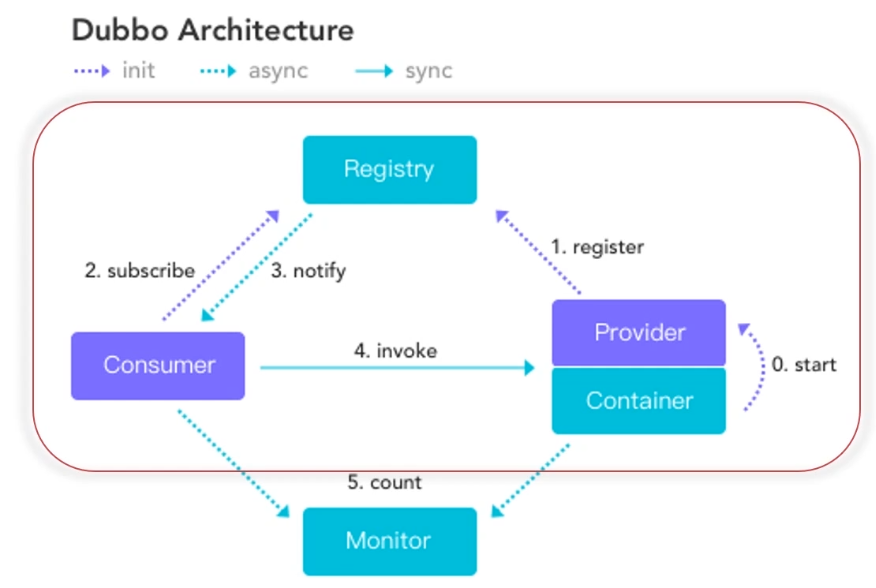 Dubbo Architecture
init async sync
Registry
1. register
2. subscribe
3. notify
Provider
4. invoke
Consumer
0. start
Container
5. count
Monitor